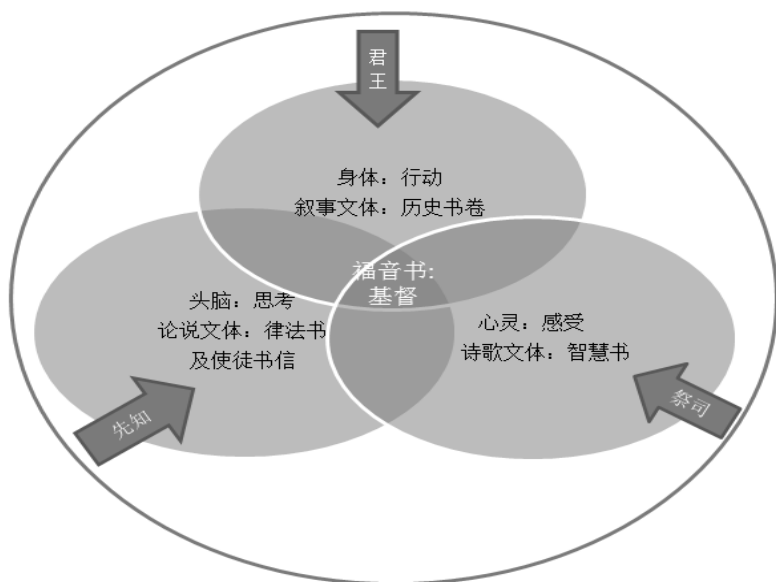 君
王
身体：行动
叙事文体：历史书卷
福音书:
基督
头脑：思考
论说文体：律法书
及使徒书信
心灵：感受
诗歌文体：智慧书
先知
祭司